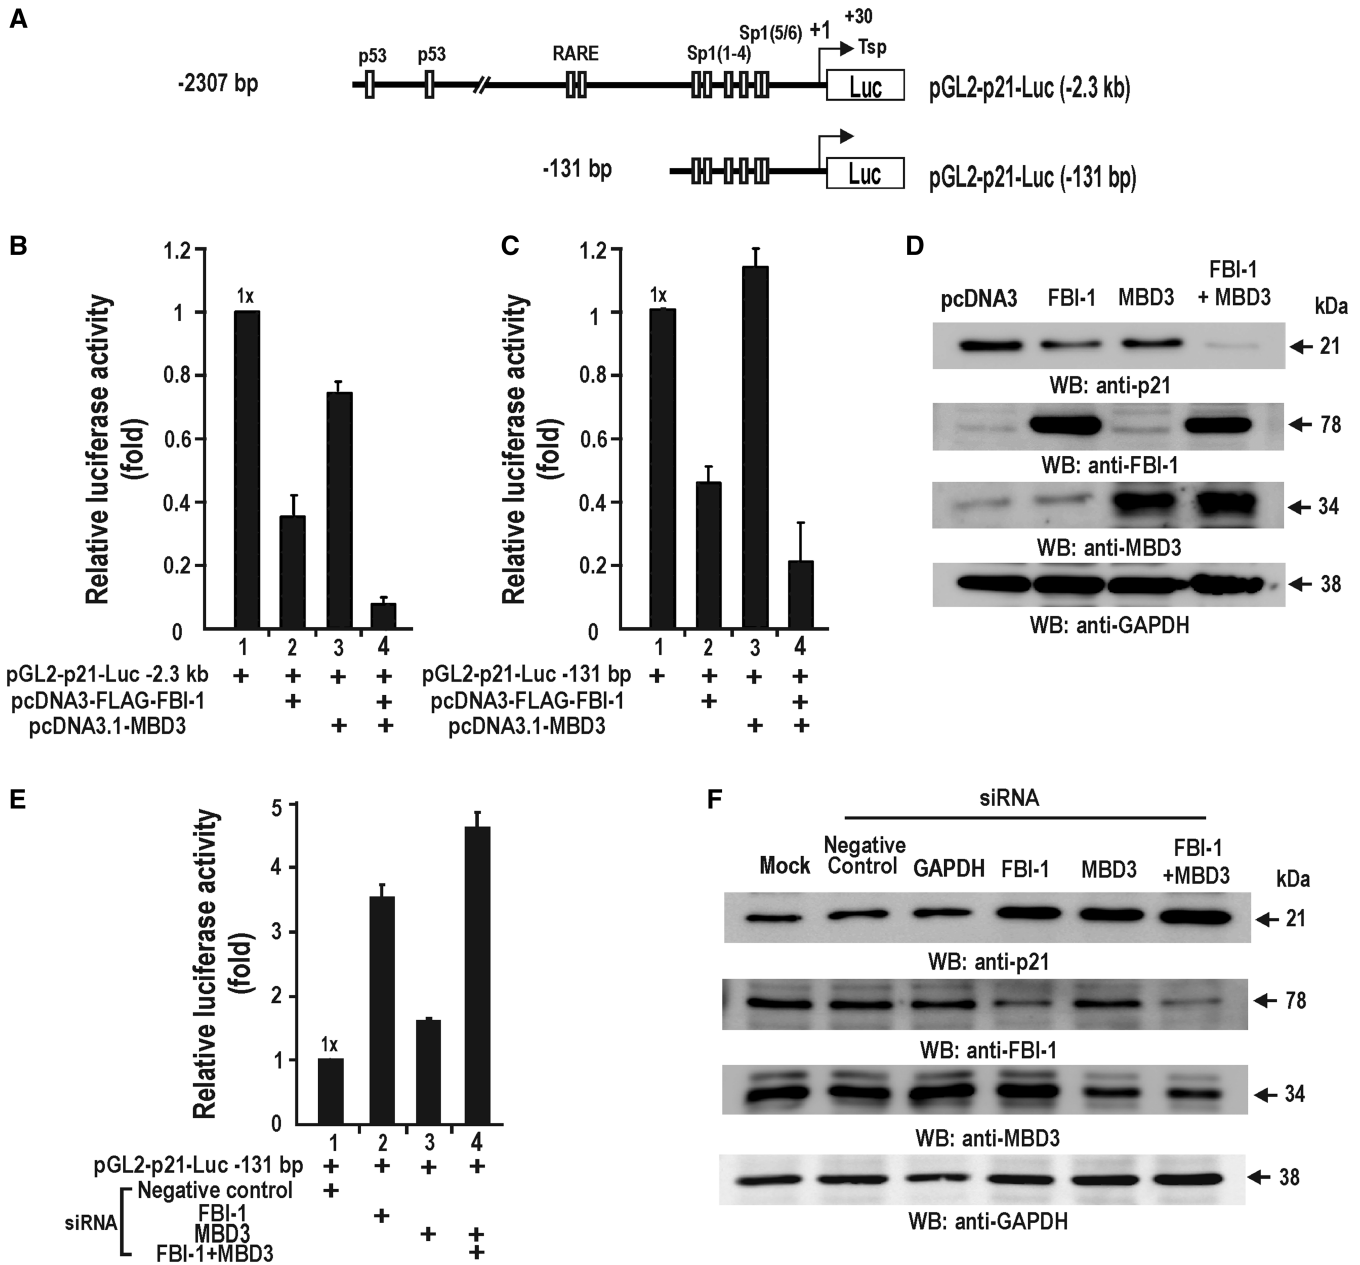 A
-2307 bp
p53
p53
RARE
Sp1(1-4)
Sp1(5/6)
+1
+30
Tsp
Luc
pGL2-p21-Luc (-2.3 kb)
-131 bp
Luc
pGL2-p21-Luc (-131 bp)
B
Relative luciferase activity
(fold)
1.2
1
0.8
0.6
0.4
0.2
0
1x
1 2 3 4
pGL2-p21-Luc -2.3 kb + + + +
pcDNA3-FLAG-FBI-1 + +
pcDNA3.1-MBD3 + +
C
Relative luciferase activity
(fold)
1.2
1
0.8
0.6
0.4
0.2
0
1x
1 2 3 4
pGL2-p21-Luc -131 bp + + + +
pcDNA3-FLAG-FBI-1 + +
pcDNA3.1-MBD3 + +
D
pcDNA3 FBI-1 MBD3 FBI-1
+ MBD3
kDa
21
WB: anti-p21
78
WB: anti-FBI-1
34
WB: anti-MBD3
38
WB: anti-GAPDH
E
Relative luciferase activity
(fold)
5
4
3
2
1
0
1x
1 2 3 4
pGL2-p21-Luc -131 bp + + + +
siRNA
Negative control +
FBI-1 +
MBD3 + +
FBI-1+MBD3 +
F
siRNA
Mock
Negative
Control
GAPDH
FBI-1
MBD3
FBI-1
+MBD3
kDa
21
WB: anti-p21
78
WB: anti-FBI-1
34
WB: anti-MBD3
38
WB: anti-GAPDH